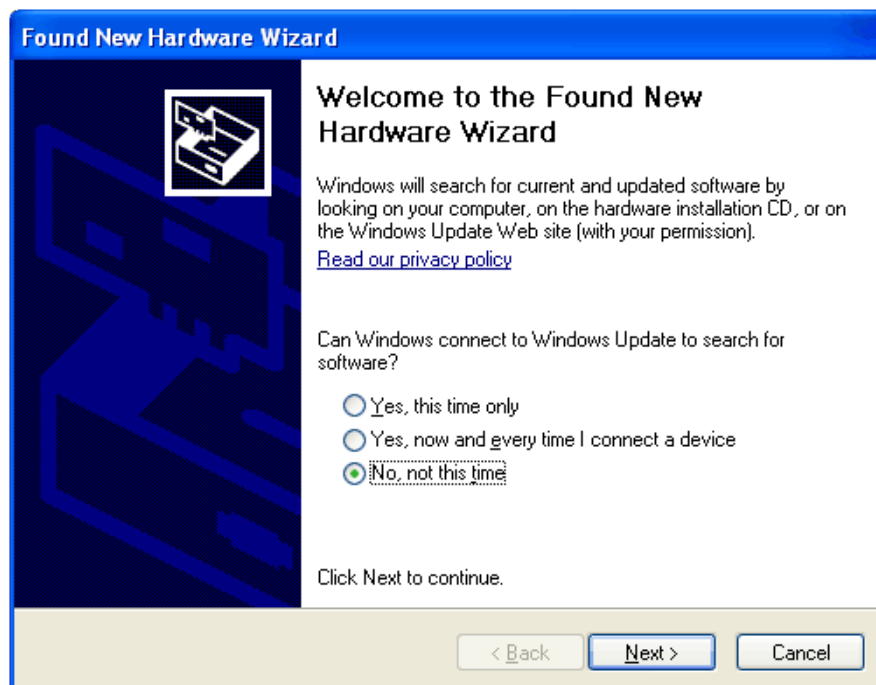 Found New Hardware Wizard
Welcome to the Found New
Hardware Wizard
Windows will search for current and updated software by
looking on your computer, on the hardware installation CD, or on
the Windows Update Web site (with your permission).
Read our privacy policy
Can Windows connect to Windows Update to search for
software?
Yes, this time only
Yes, now and every time I connect a device
No, not this time
Click Next to continue.
< Back Next > Cancel